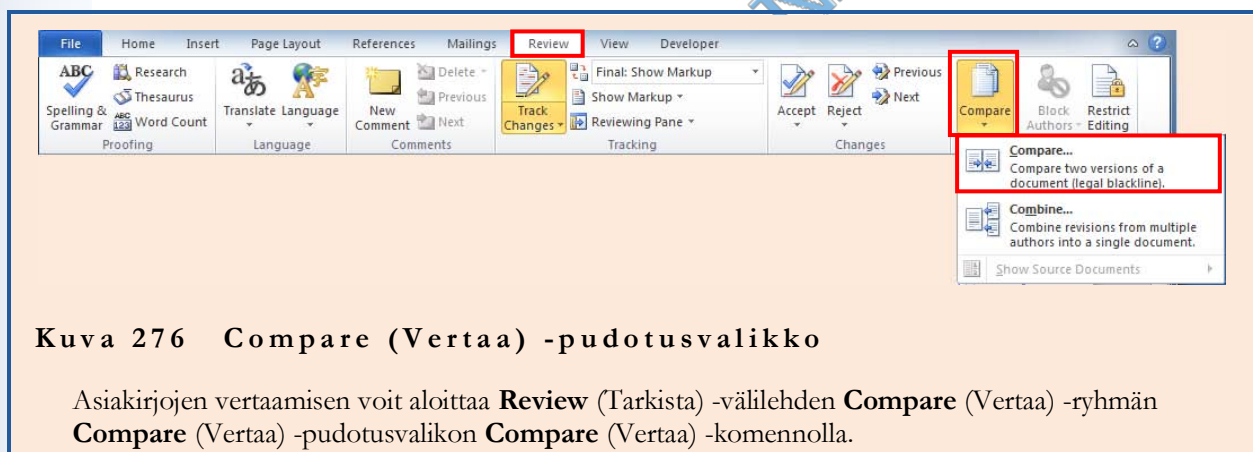 File Home Insert Page Layout References Mailings Review View Developer
ABC Research Delete Final: Show Markup Previous
Thesaurus Previous Show Markup Next
Spelling & Grammar ABC 123 Word Count Translate Language New Comment Next Track Changes Reviewing Pane Accept Reject Compare Block Authors Restrict Editing
Proofing Language Comments Tracking Changes
Compare...
Compare two versions of a
document (legal blackline).
Combine...
Combine revisions from multiple
authors into a single document.
Show Source Documents
Kuva 276 Compare (Vertaa) -pudotusvalikko
Asiakirjojen vertaamisen voit aloittaa Review (Tarkista) -välilehden Compare (Vertaa) -ryhmän
Compare (Vertaa) -pudotusvalikon Compare (Vertaa) -komennolla.